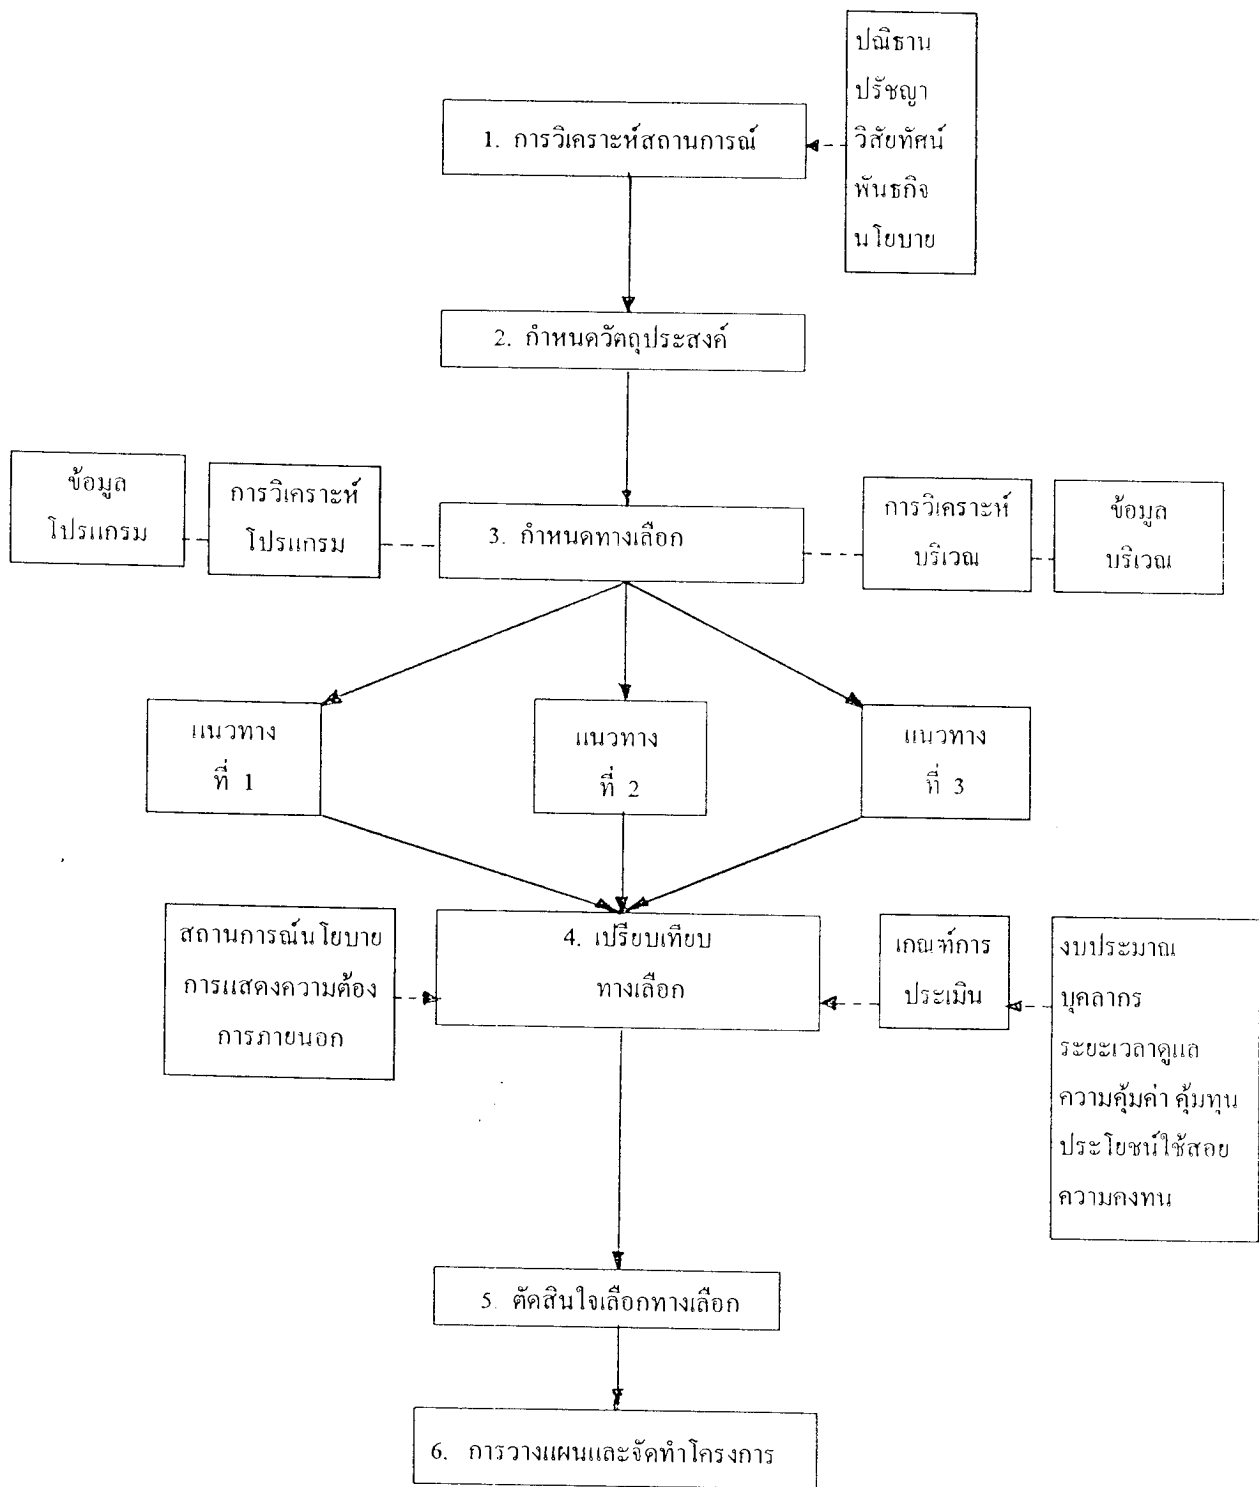 ปณิธาน
ปรัชญา
วิสัยทัศน์
พันธกิจ
นโยบาย
1. การวิเคราะห์สถานการณ์
2. กำหนดวัตถุประสงค์
ข้อมูล
โปรแกรม
การวิเคราะห์
โปรแกรม
3. กำหนดทางเลือก
การวิเคราะห์
บริเวณ
ข้อมูล
บริเวณ
แนวทาง
ที่ 1
แนวทาง
ที่ 2
แนวทาง
ที่ 3
สถานการณ์นโยบาย
การแสดงความต้อง
การภายนอก
4. เปรียบเทียบ
ทางเลือก
เกณฑ์การ
ประเมิน
งบประมาณ
บุคลากร
ระยะเวลาดูแล
ความคุ้มค่า คุ้มทุน
ประโยชน์ใช้สอย
ความคงทน
5. ตัดสินใจเลือกทางเลือก
6. การวางแผนและจัดทำโครงการ